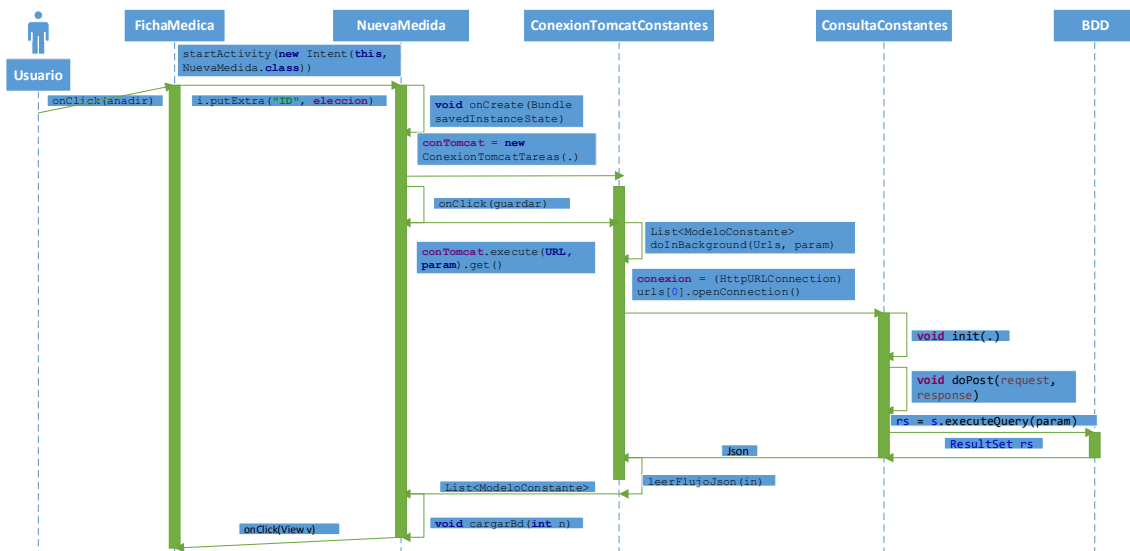 FichaMedica
NuevaMedida
ConexionTomcatConstantes
ConsultaConstantes
BDD
Usuario
startActivity(new Intent(this,
NuevaMedida.class))
onClick(anadir)
i.putExtra("ID", eleccion)
void onCreate(Bundle
savedInstanceState)
conTomcat = new
ConexionTomcatTareas(.)
onClick(guardar)
List<ModeloConstante>
doInBackground(Urls, param)
conTomcat.execute(URL,
param).get()
conexion = (HttpURLConnection)
urls[0].openConnection()
void init(.)
void doPost(request,
response)
rs = s.executeQuery(param)
ResultSet rs
Json
leerFlujoJson(in)
List<ModeloConstante>
void cargarBd(int n)
onClick(View v)